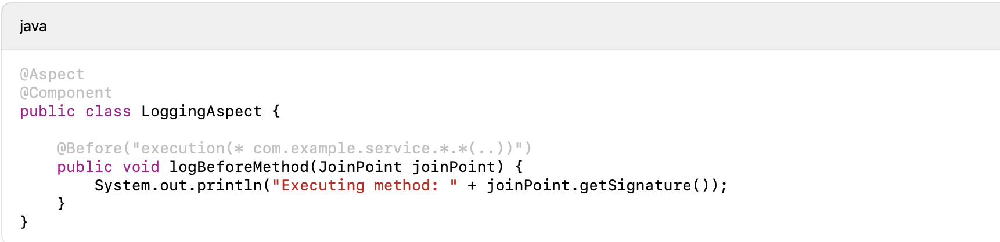 java
@Aspect
@Component
public class LoggingAspect {
@Before("execution(* com.example.service.*.*(..))")
public void logBeforeMethod(JoinPoint joinPoint) {
System.out.println("Executing method: " + joinPoint.getSignature());
}
}